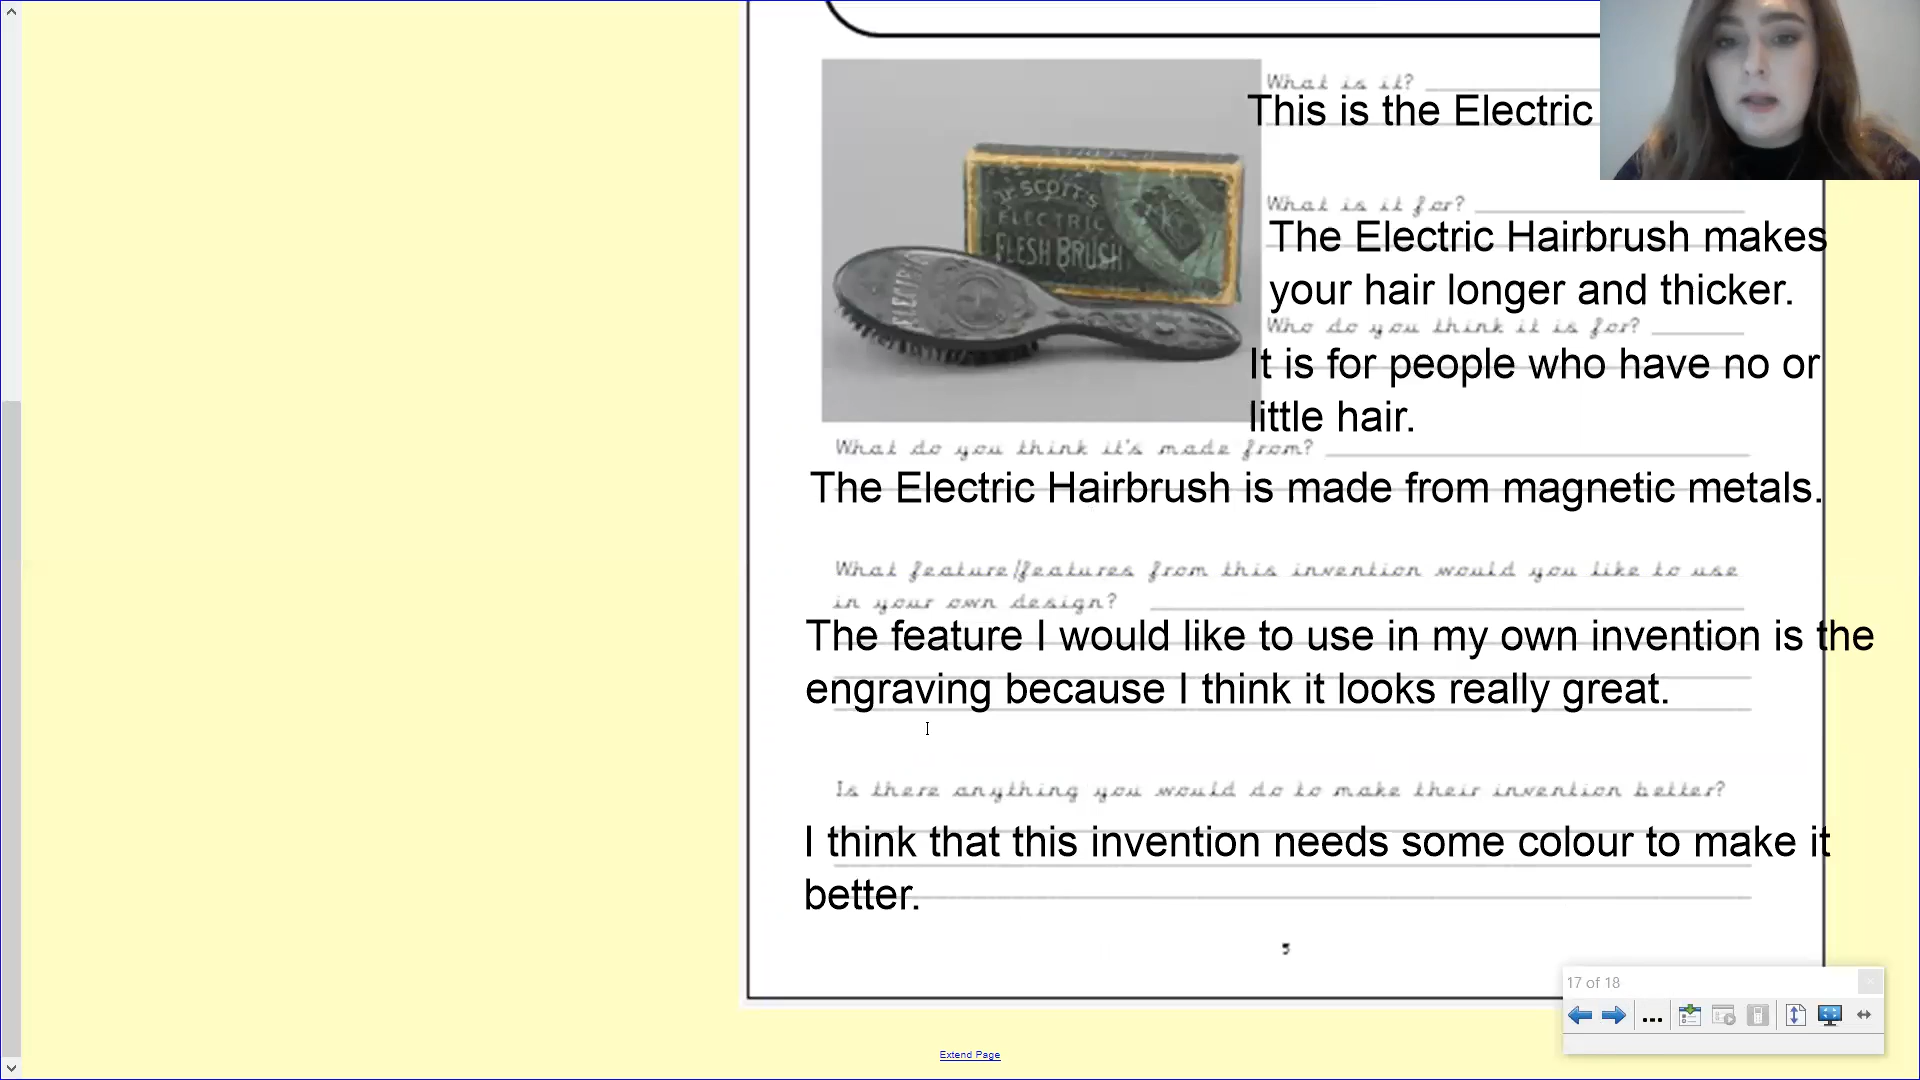 What is it?
This is the Electric
DR SCOTT'S
ELECTRIC
FLESH BRUSH
ELECTRIC
What is it for?
The Electric Hairbrush makes
your hair longer and thicker.
Who do you think it is for?
It is for people who have no or
little hair.
What do you think it's made from?
The Electric Hairbrush is made from magnetic metals.
What feature/features from this invention would you like to use
in your own design?
The feature I would like to use in my own invention is the
engraving because I think it looks really great.
Is there anything you would do to make their invention better?
I think that this invention needs some colour to make it
better.
5
17 of 18
Extend Page